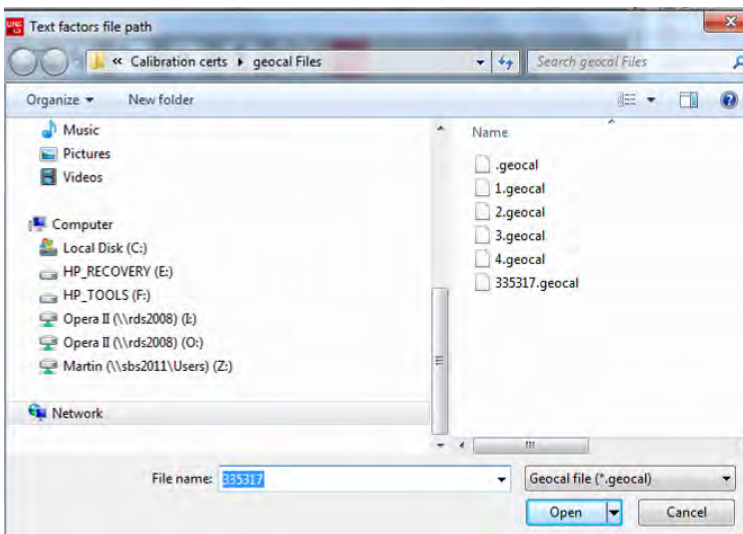 Text factors file path
« Calibration certs ▸ geocal Files
Search geocal Files
Organize ▾ New folder
Music
Pictures
Videos
Computer
Local Disk (C:)
HP_RECOVERY (E:)
HP_TOOLS (F:)
Opera II (\\rds2008) (I:)
Opera II (\\rds2008) (O:)
Martin (\\sbs2011\Users) (Z:)
Network
Name
.geocal
1.geocal
2.geocal
3.geocal
4.geocal
335317.geocal
File name: 335317
Geocal file (*.geocal)
Open
Cancel